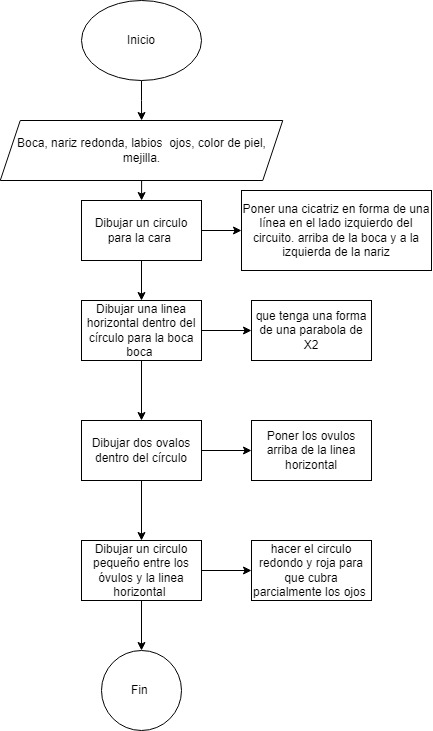 Inicio
Boca, nariz redonda, labios ojos, color de piel,
mejilla.
Dibujar un circulo
para la cara
Poner una cicatriz en forma de una
línea en el lado izquierdo del
circuito. arriba de la boca y a la
izquierda de la nariz
Dibujar una linea
horizontal dentro del
círculo para la boca
boca
que tenga una forma
de una parabola de
X2
Dibujar dos ovalos
dentro del círculo
Poner los ovulos
arriba de la linea
horizontal
Dibujar un circulo
pequeño entre los
óvulos y la linea
horizontal
hacer el circulo
redondo y roja para
que cubra
parcialmente los ojos
Fin